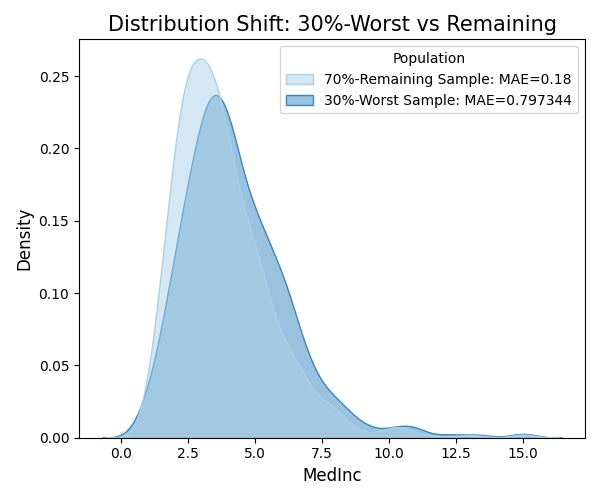 Distribution Shift: 30%-Worst vs Remaining
Population
70%-Remaining Sample: MAE=0.18
30%-Worst Sample: MAE=0.797344
Density
0.25
0.20
0.15
0.10
0.05
0.00
0.0 2.5 5.0 7.5 10.0 12.5 15.0
MedInc